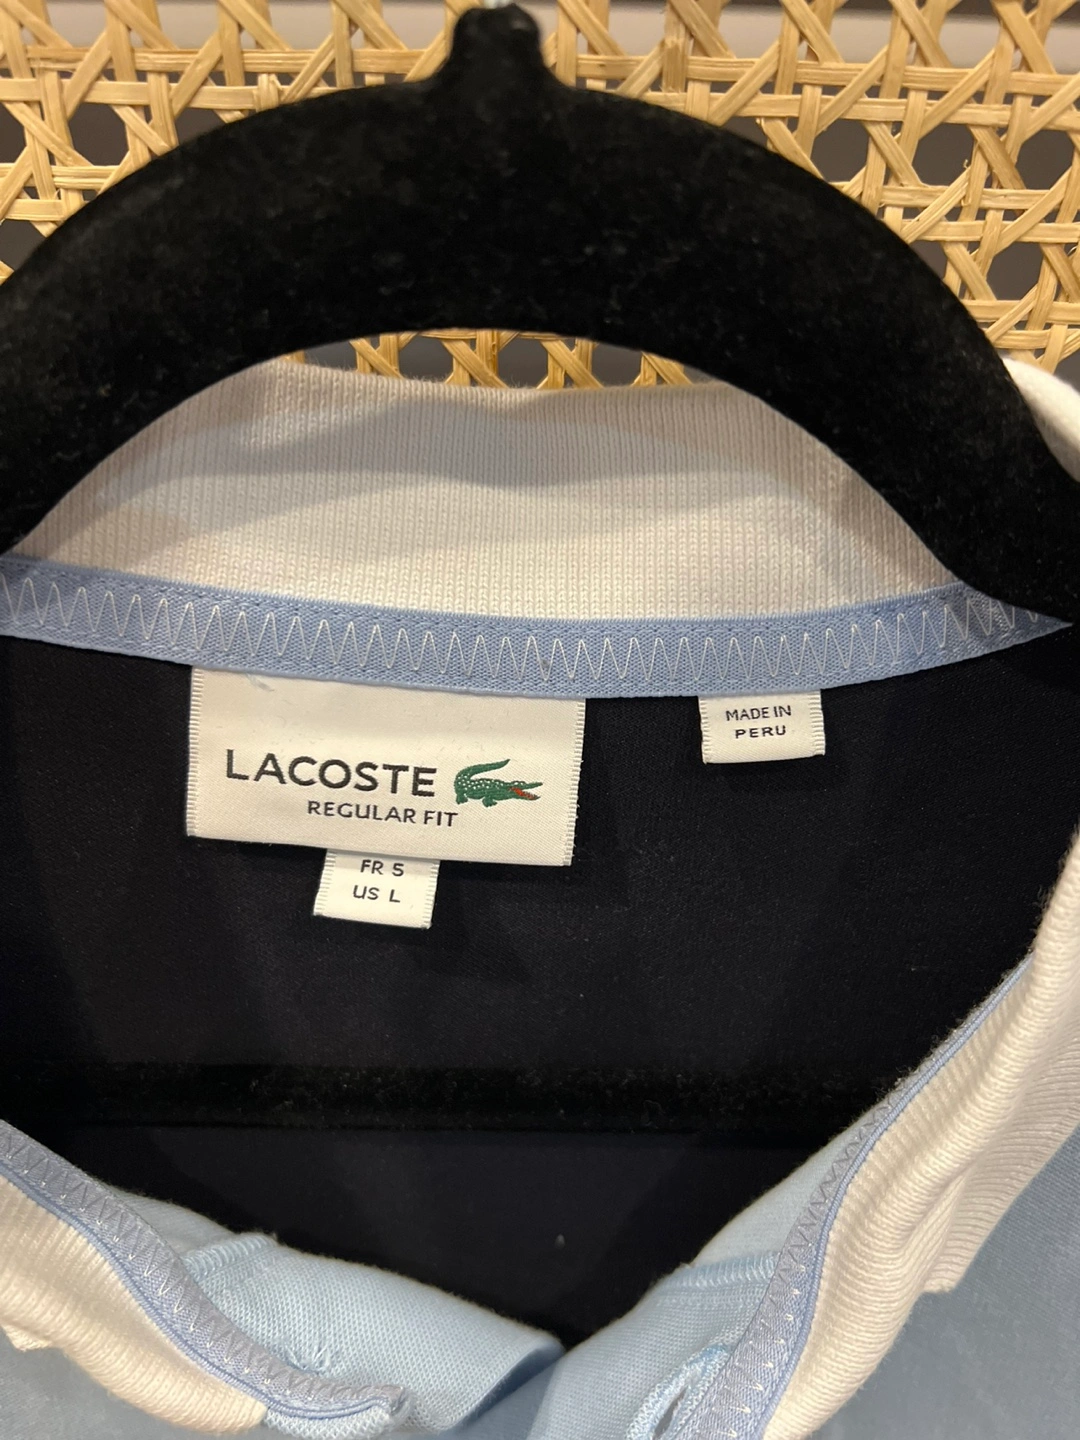 LACOSTE
REGULAR FIT
FR 5
US L
MADE IN
PERU